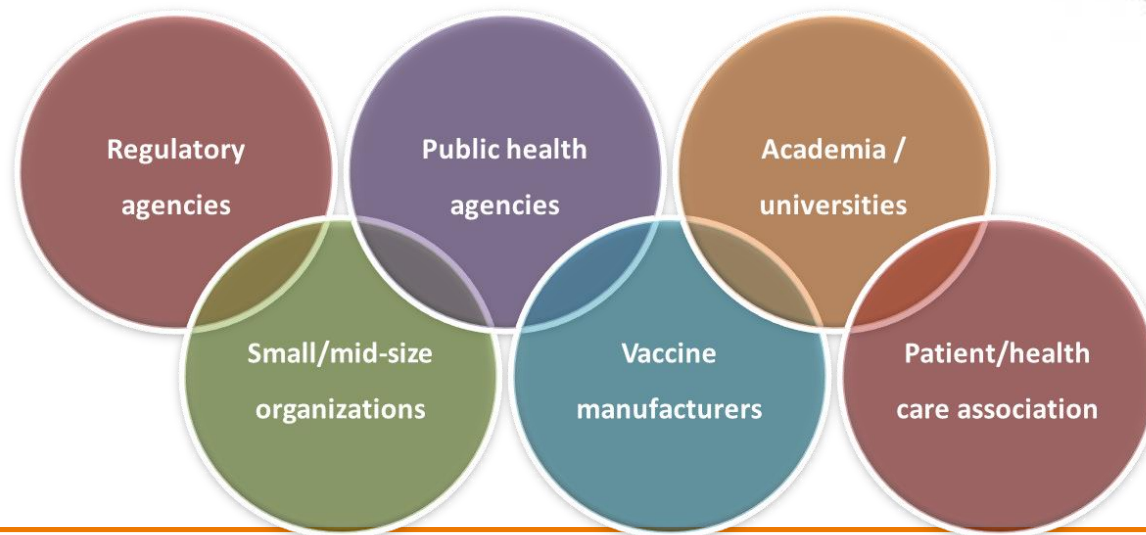 Regulatory
agencies
Public health
agencies
Academia /
universities
Small/mid-size
organizations
Vaccine
manufacturers
Patient/health
care association